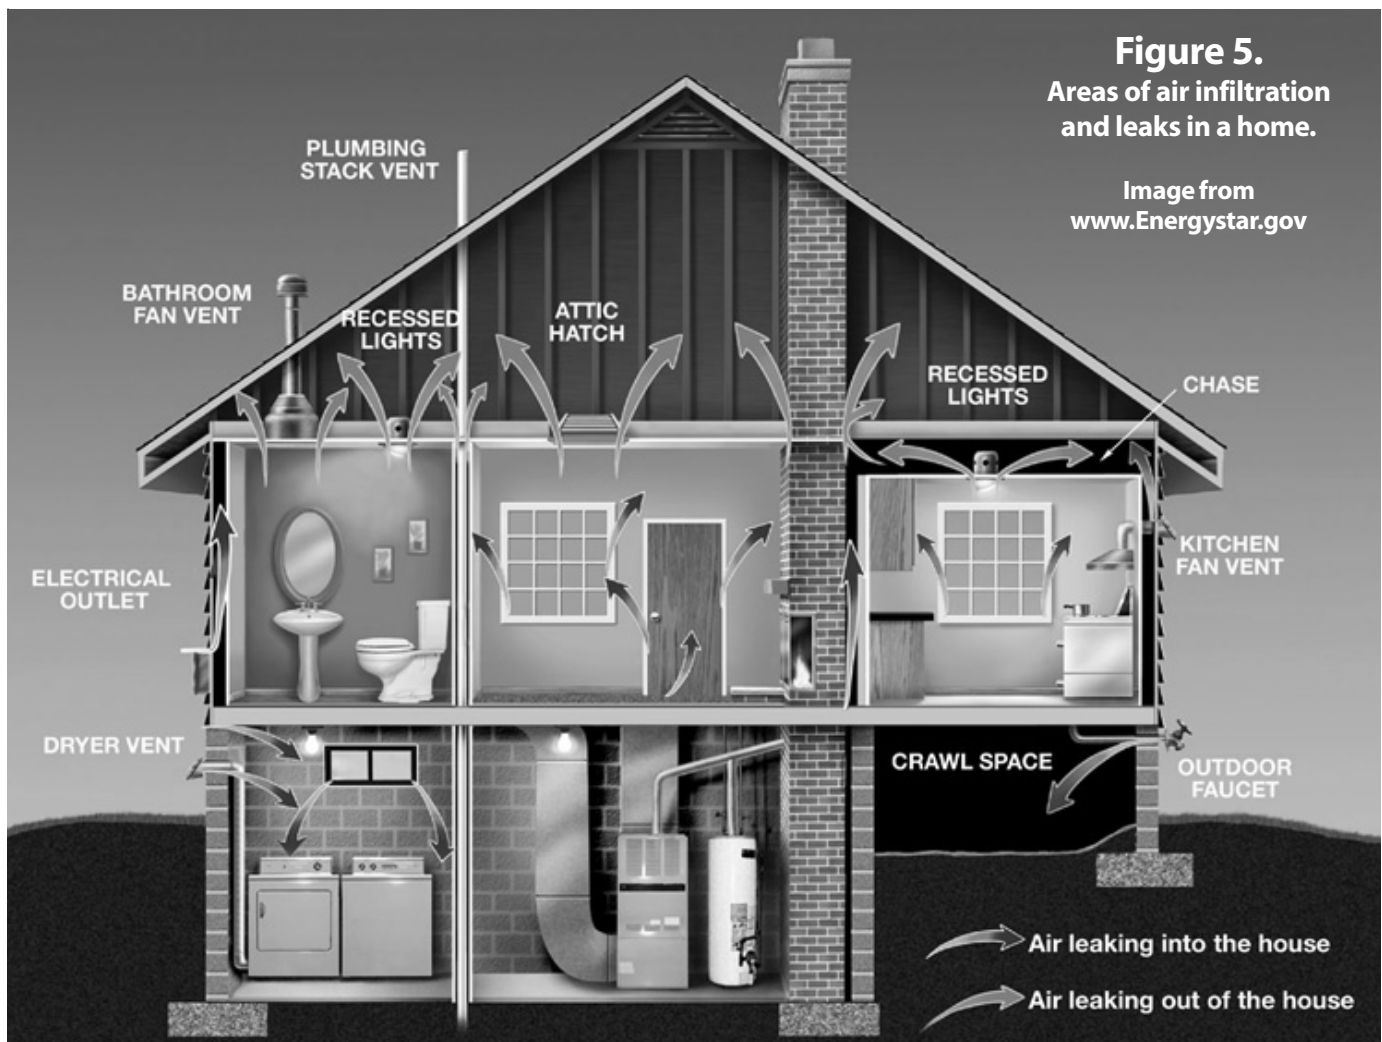 Figure 5.
Areas of air infiltration
and leaks in a home.
Image from
www.Energystar.gov
PLUMBING
STACK VENT
BATHROOM
FAN VENT
RECESSED
LIGHTS
ATTIC
HATCH
RECESSED
LIGHTS
CHASE
ELECTRICAL
OUTLET
KITCHEN
FAN VENT
DRYER VENT
CRAWL SPACE
OUTDOOR
FAUCET
Air leaking into the house
Air leaking out of the house